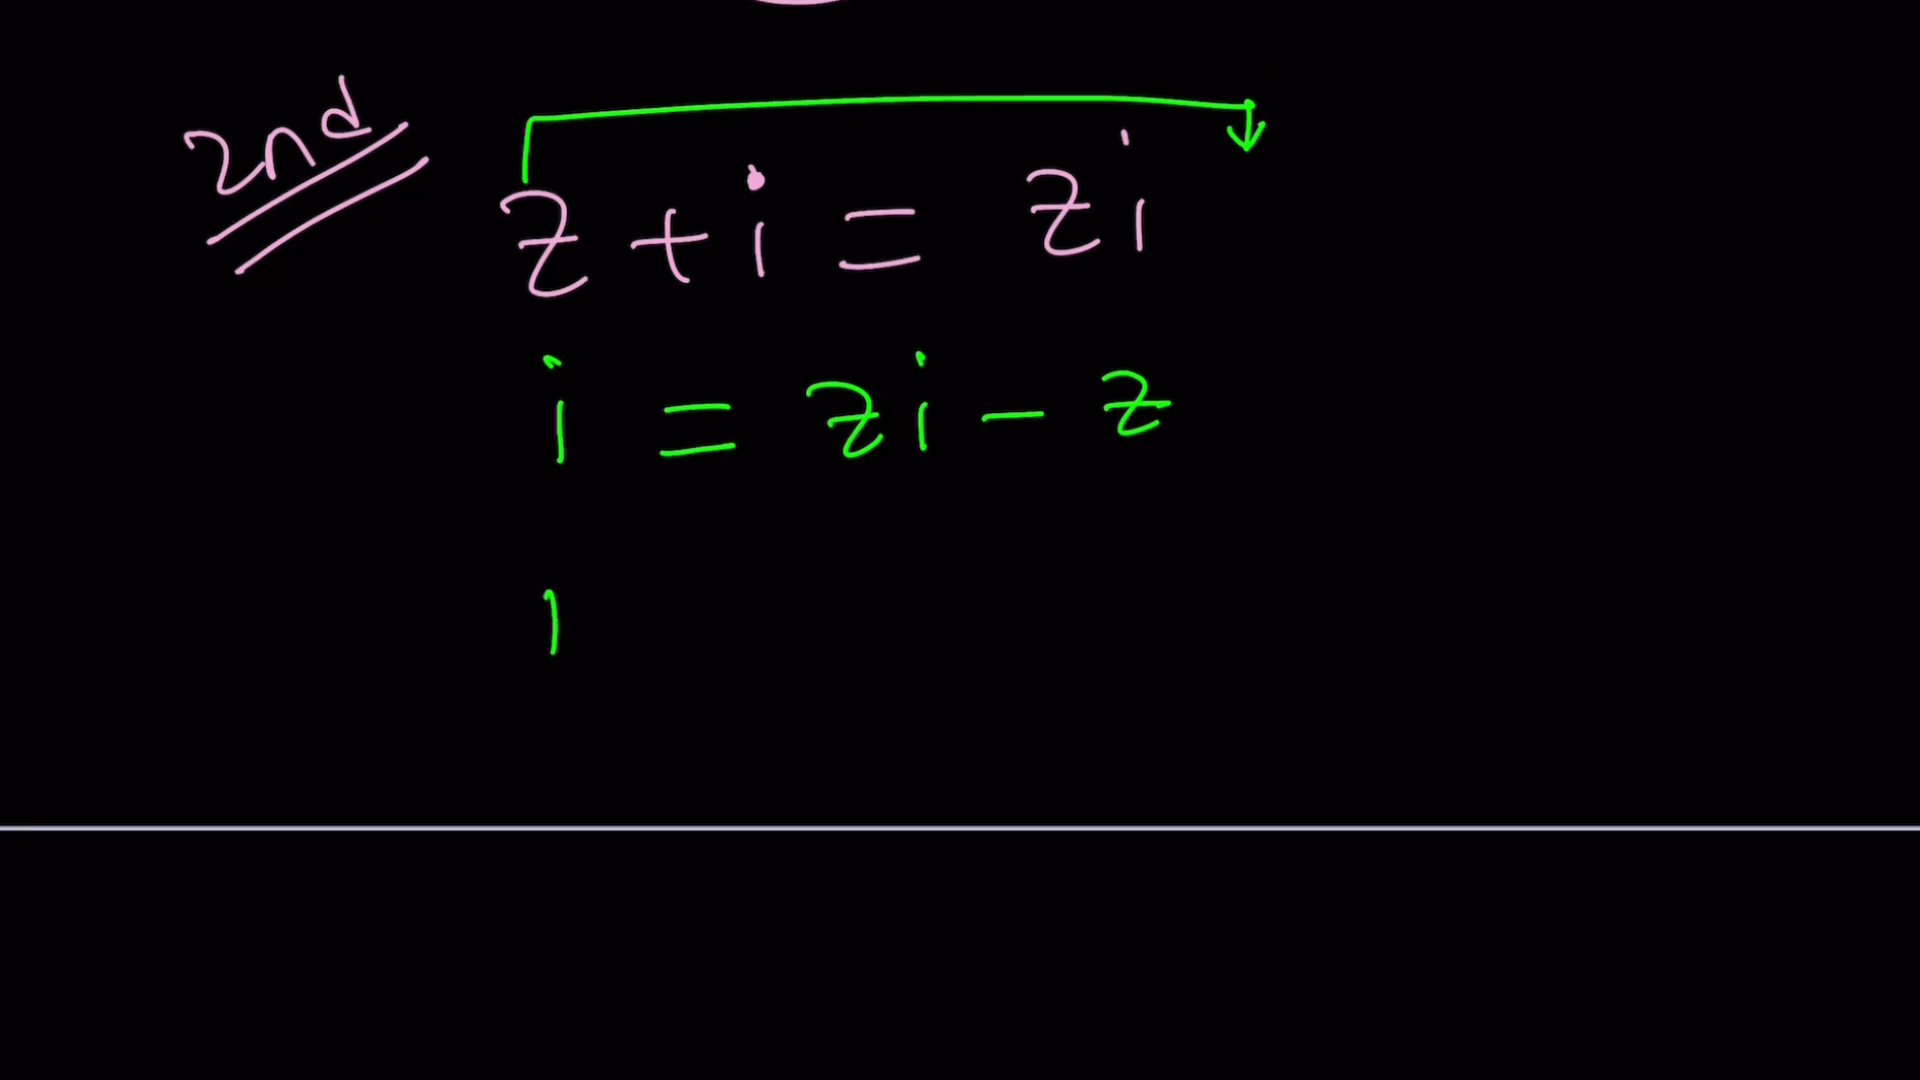 2nd
z + i = zi
i = zi - z
i